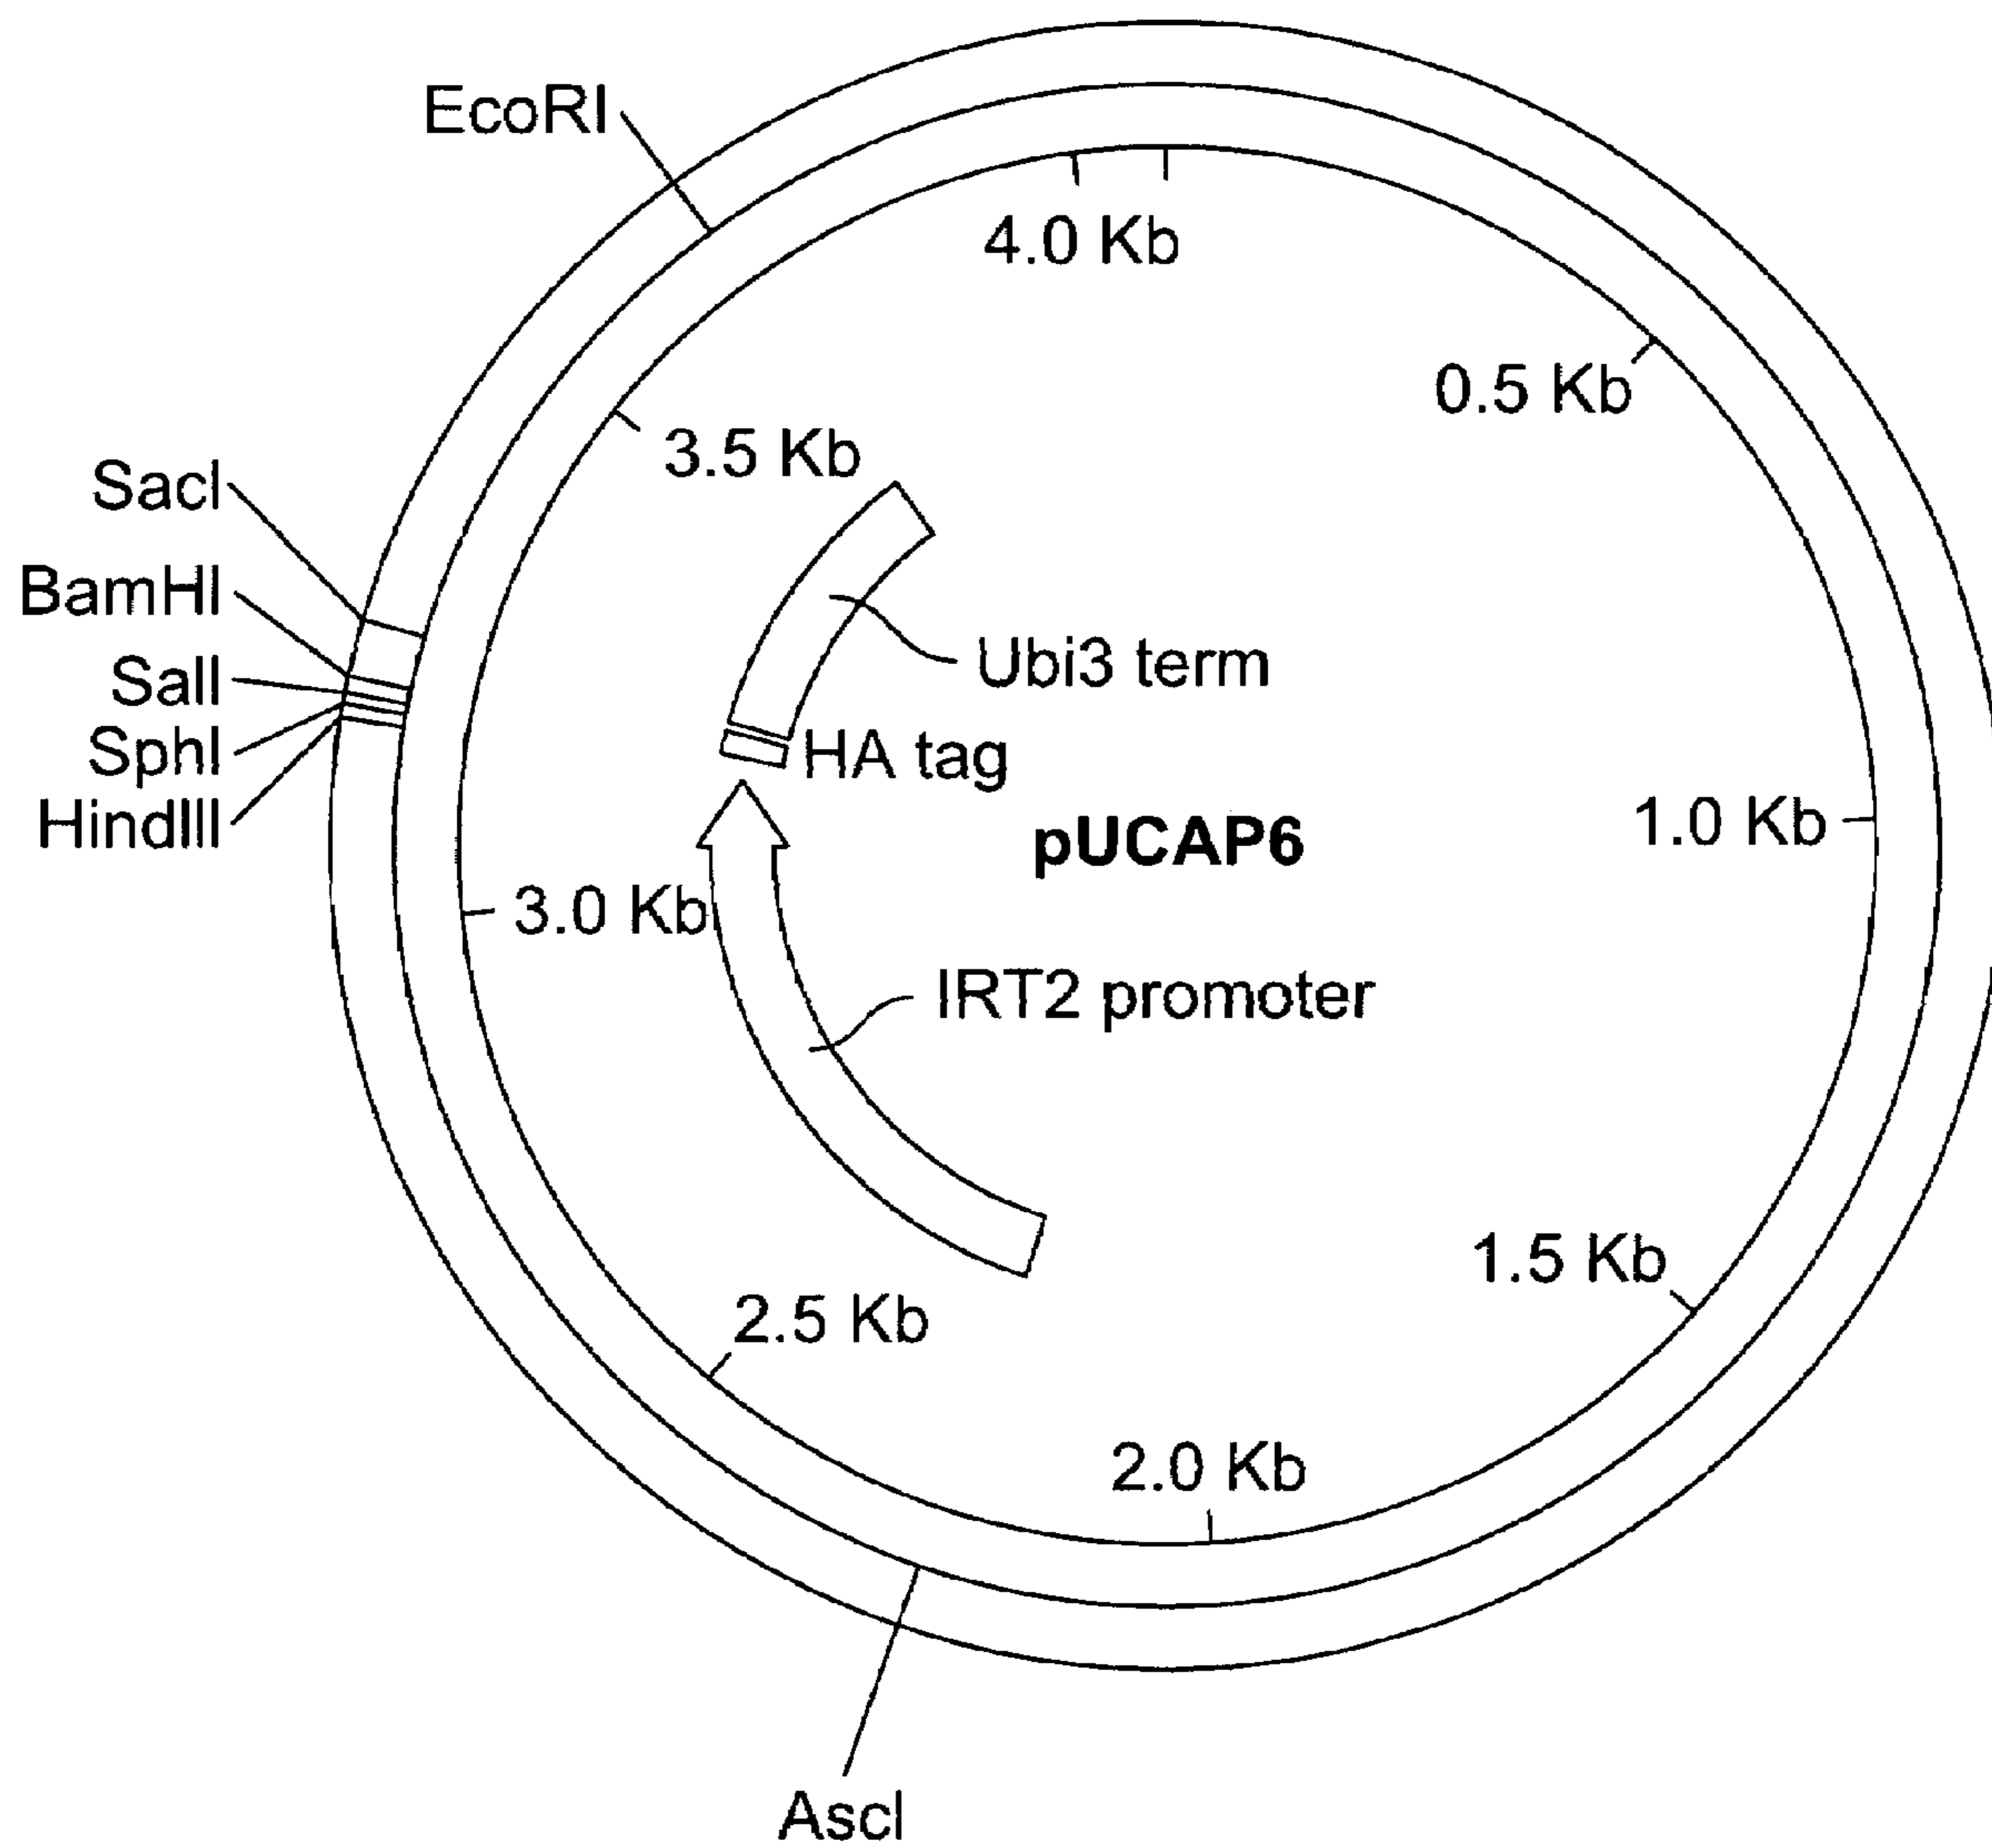 EcoRI
4.0 Kb
0.5 Kb
3.5 Kb
SacI
BamHI
SalI
SphI
HindIII
Ubi3 term
HA tag
pUCAP6
1.0 Kb
3.0 Kb
IRT2 promoter
1.5 Kb
2.5 Kb
2.0 Kb
AscI